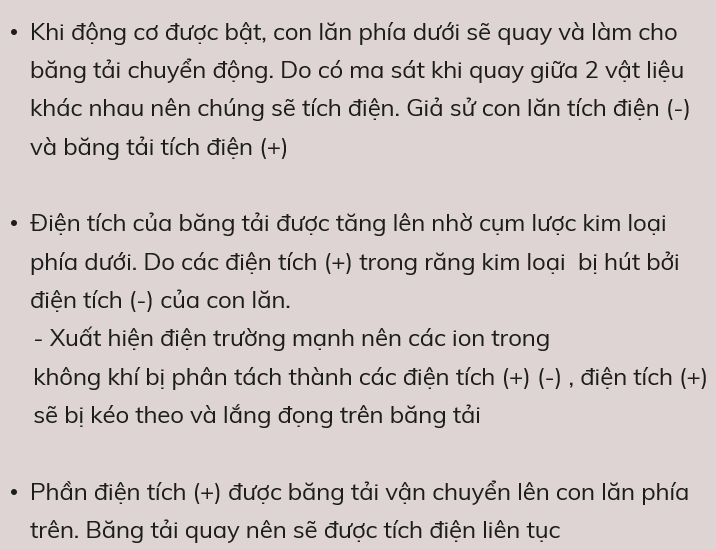 • Khi động cơ được bật, con lăn phía dưới sẽ quay và làm cho
băng tải chuyển động. Do có ma sát khi quay giữa 2 vật liệu
khác nhau nên chúng sẽ tích điện. Giả sử con lăn tích điện (-)
và băng tải tích điện (+)
• Điện tích của băng tải được tăng lên nhờ cụm lược kim loại
phía dưới. Do các điện tích (+) trong răng kim loại  bị hút bởi
điện tích (-) của con lăn.
- Xuất hiện điện trường mạnh nên các ion trong
không khí bị phân tách thành các điện tích (+) (-) , điện tích (+)
sẽ bị kéo theo và lắng đọng trên băng tải
• Phần điện tích (+) được băng tải vận chuyển lên con lăn phía
trên. Băng tải quay nên sẽ được tích điện liên tục